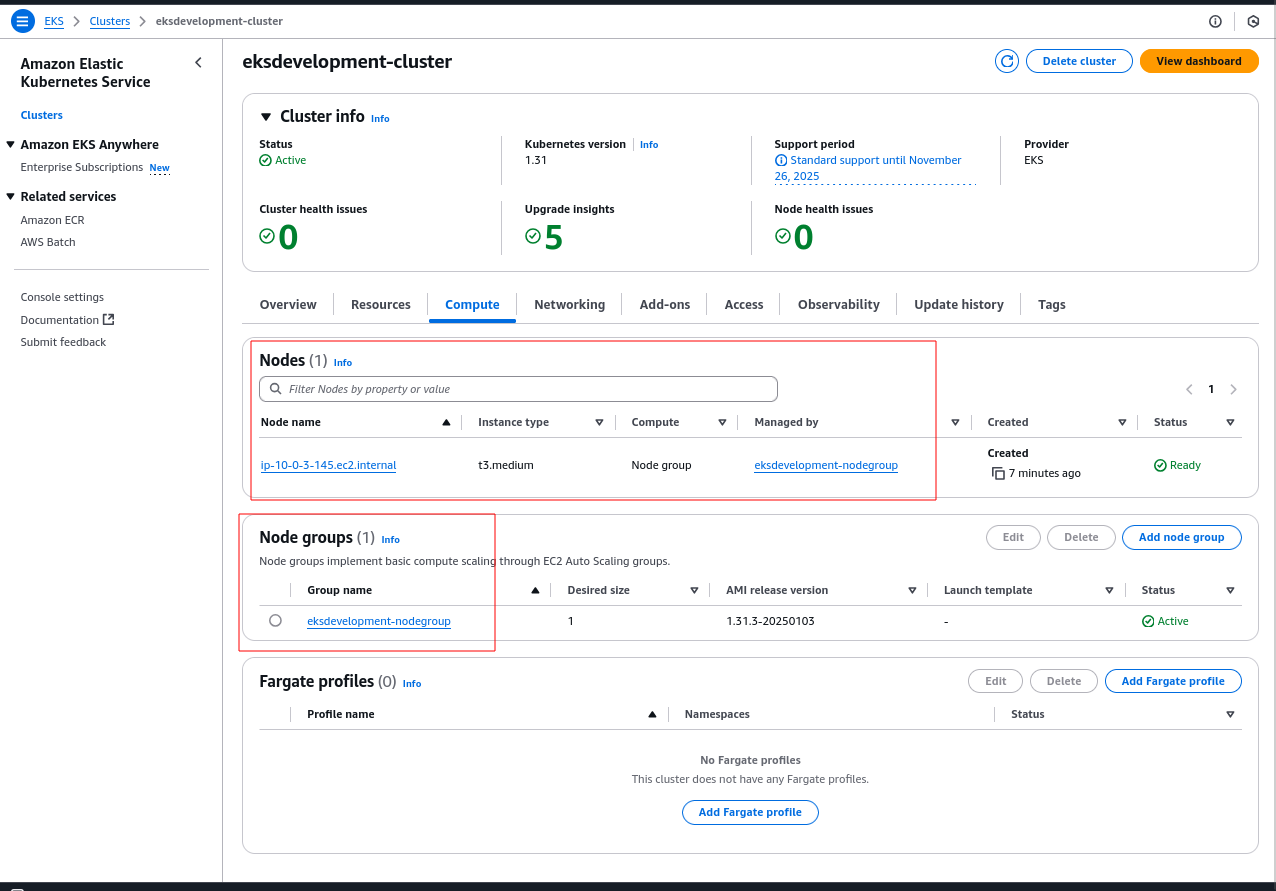 EKS > Clusters > eksdevelopment-cluster
Amazon Elastic
Kubernetes Service
Clusters
Amazon EKS Anywhere
Enterprise Subscriptions New
Related services
Amazon ECR
AWS Batch
Console settings
Documentation
Submit feedback
eksdevelopment-cluster
Delete cluster
View dashboard
Cluster info Info
Status
Active
Kubernetes version Info
1.31
Support period
Standard support until November
26, 2025
Provider
EKS
Cluster health issues
0
Upgrade insights
5
Node health issues
0
Overview Resources Compute Networking Add-ons Access Observability Update history Tags
Nodes (1) Info
Filter Nodes by property or value
1
Node name Instance type Compute Managed by Created Status
ip-10-0-3-145.ec2.internal t3.medium Node group eksdevelopment-nodegroup
Created
7 minutes ago
Ready
Node groups (1) Info
Edit Delete Add node group
Node groups implement basic compute scaling through EC2 Auto Scaling groups.
Group name Desired size AMI release version Launch template Status
eksdevelopment-nodegroup 1 1.31.3-20250103 - Active
Fargate profiles (0) Info
Edit Delete Add Fargate profile
Profile name Namespaces Status
No Fargate profiles
This cluster does not have any Fargate profiles.
Add Fargate profile